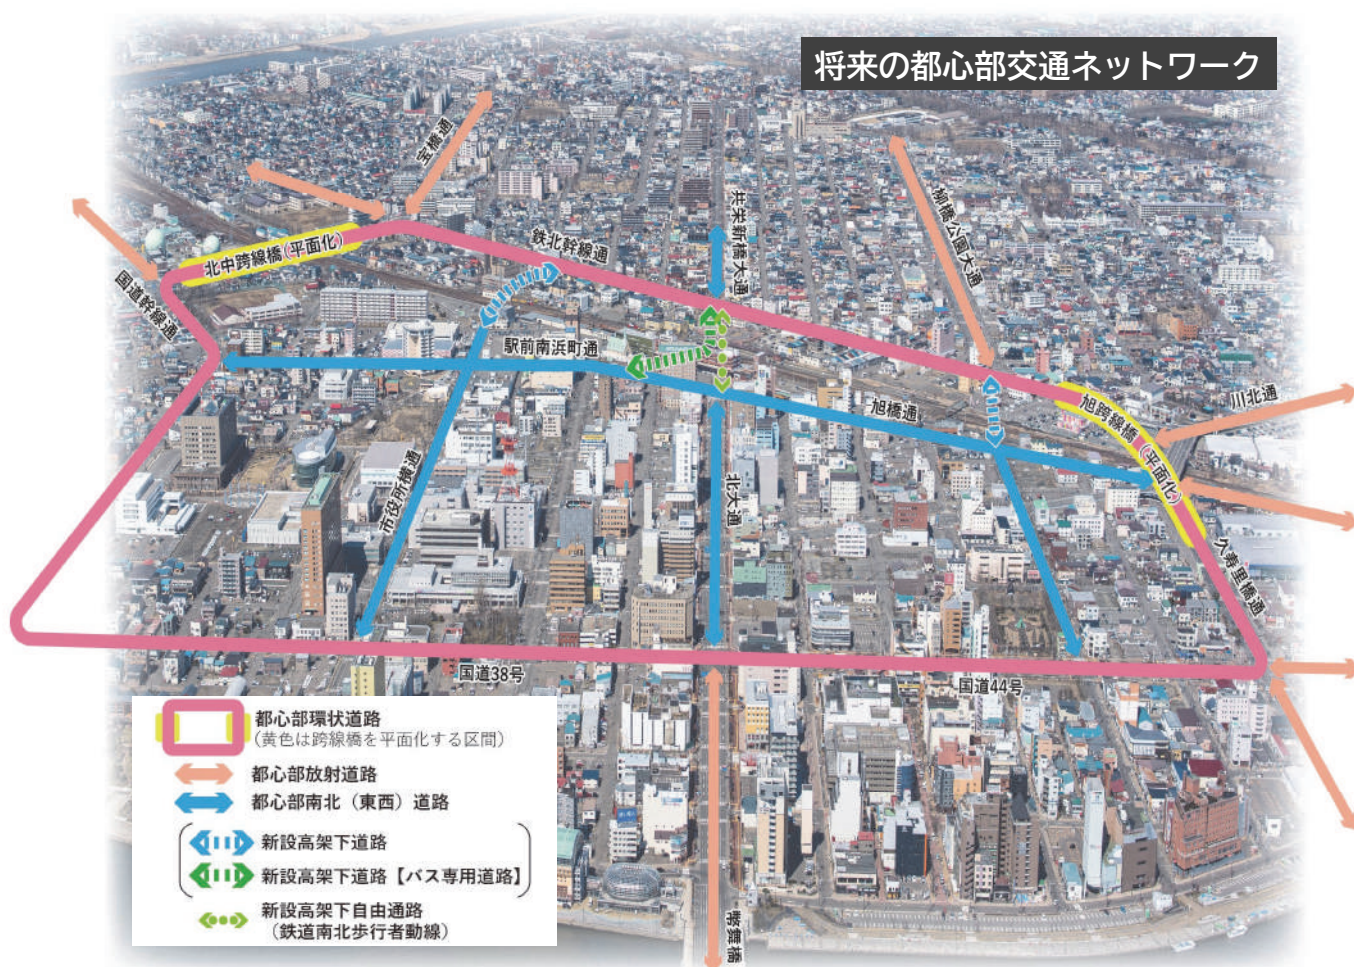 将来の都心部交通ネットワーク
宝橋通
共栄新橋大通
柳橋公園大通
北中跨線橋(平面化)
鉄北幹線通
国道幹線通
駅前南浜町通
旭橋通
旭跨線橋(平面化)
川北通
市役所横通
北大通
久寿里橋通
国道38号
国道44号
幣舞橋
都心部環状道路
(黄色は跨線橋を平面化する区間)
都心部放射道路
都心部南北(東西)道路
新設高架下道路
新設高架下道路【バス専用道路】
新設高架下自由通路
(鉄道南北歩行者動線)